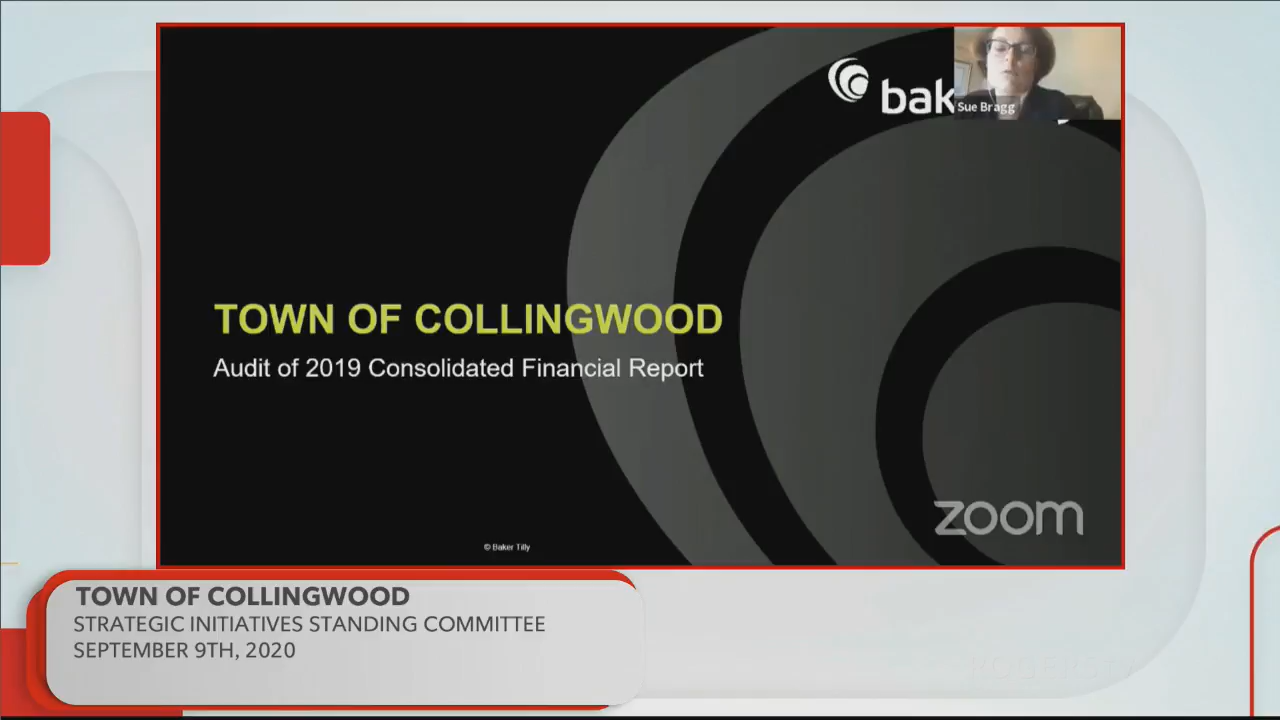 bak
Sue Bragg
TOWN OF COLLINGWOOD
Audit of 2019 Consolidated Financial Report
zoom
© Baker Tilly
TOWN OF COLLINGWOOD
STRATEGIC INITIATIVES STANDING COMMITTEE
SEPTEMBER 9TH, 2020